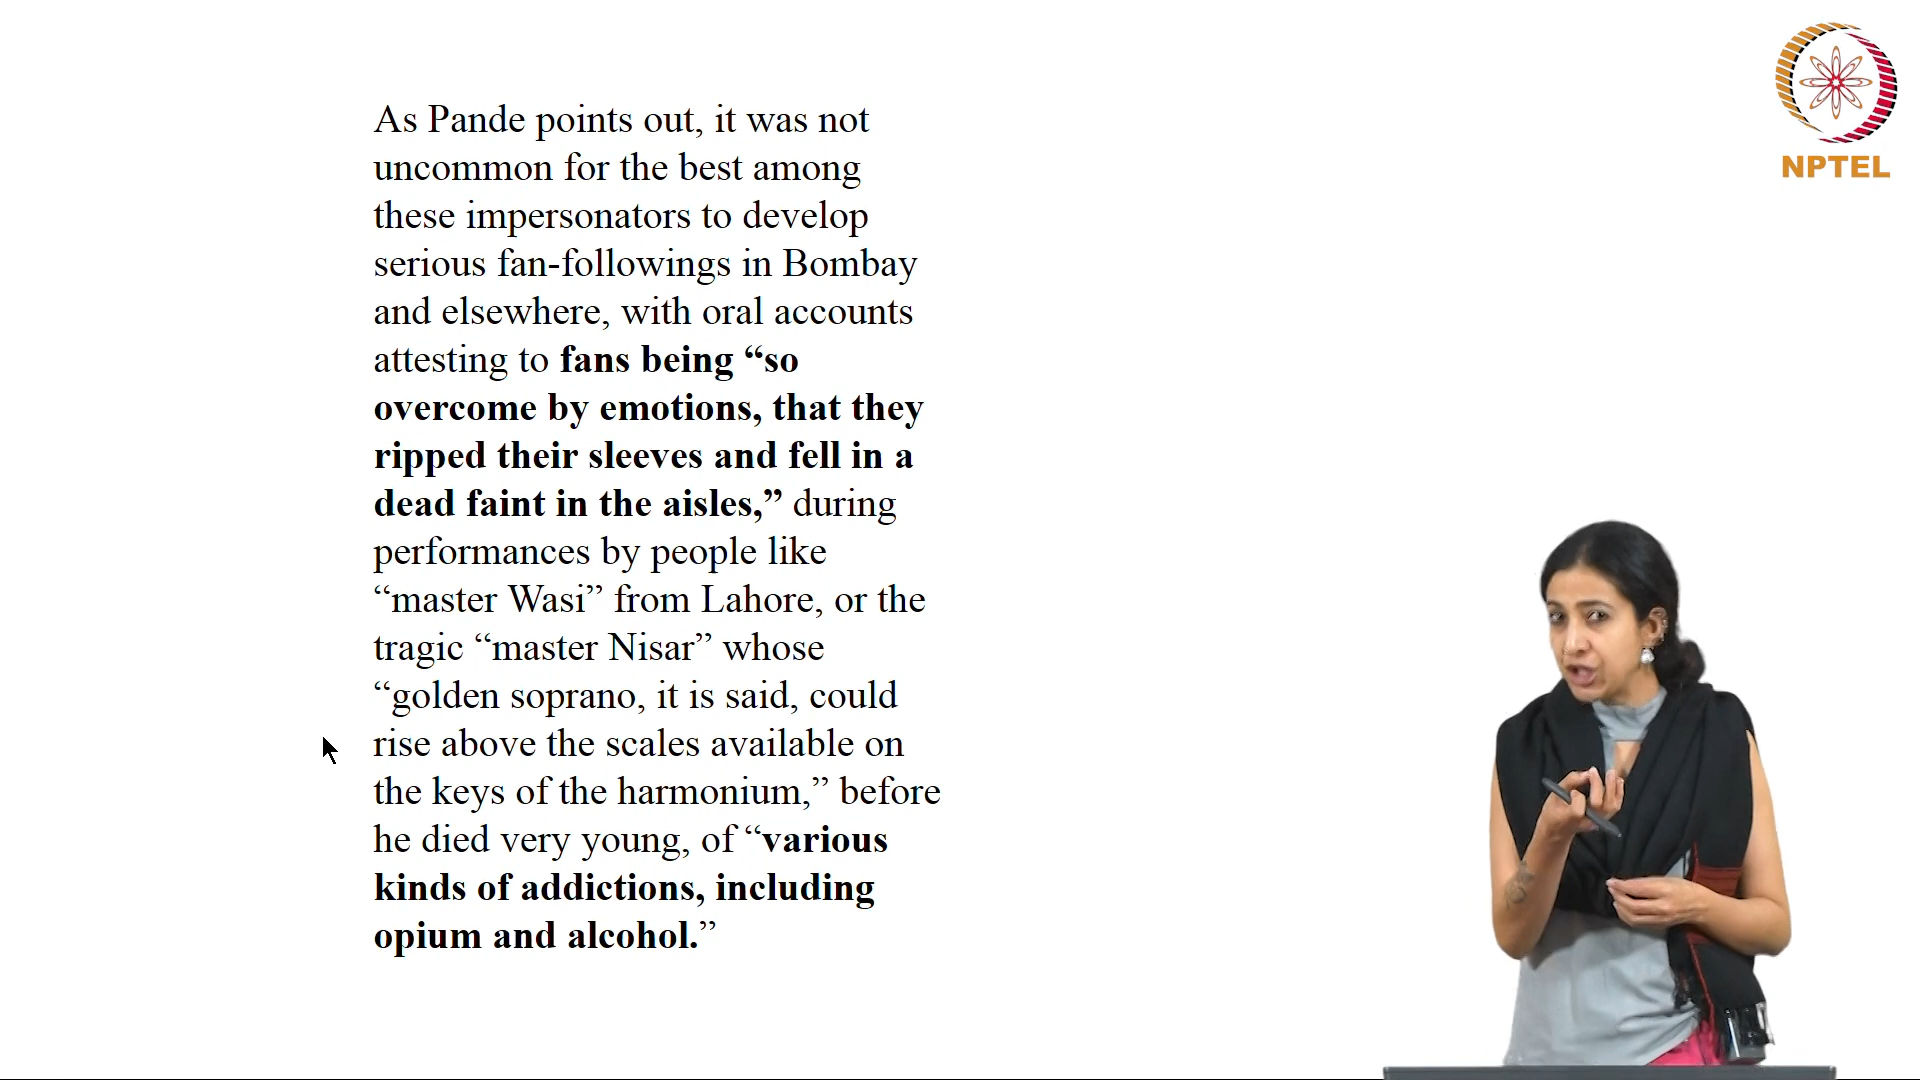 As Pande points out, it was not
uncommon for the best among
these impersonators to develop
serious fan-followings in Bombay
and elsewhere, with oral accounts
attesting to fans being “so
overcome by emotions, that they
ripped their sleeves and fell in a
dead faint in the aisles,” during
performances by people like
“master Wasi” from Lahore, or the
tragic “master Nisar” whose
“golden soprano, it is said, could
rise above the scales available on
the keys of the harmonium,” before
he died very young, of “various
kinds of addictions, including
opium and alcohol.”
NPTEL